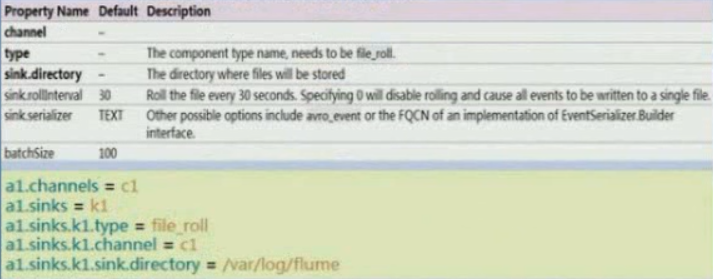 Property Name Default Description
channel –
type – The component type name, needs to be file_roll.
sink.directory – The directory where files will be stored
sink.rollInterval 30 Roll the file every 30 seconds. Specifying 0 will disable rolling and cause all events to be written to a single file.
sink.serializer TEXT Other possible options include avro_event or the FQCN of an implementation of EventSerializer.Builder
interface.
batchSize 100
a1.channels = c1
a1.sinks = k1
a1.sinks.k1.type = file_roll
a1.sinks.k1.channel = c1
a1.sinks.k1.sink.directory = /var/log/flume